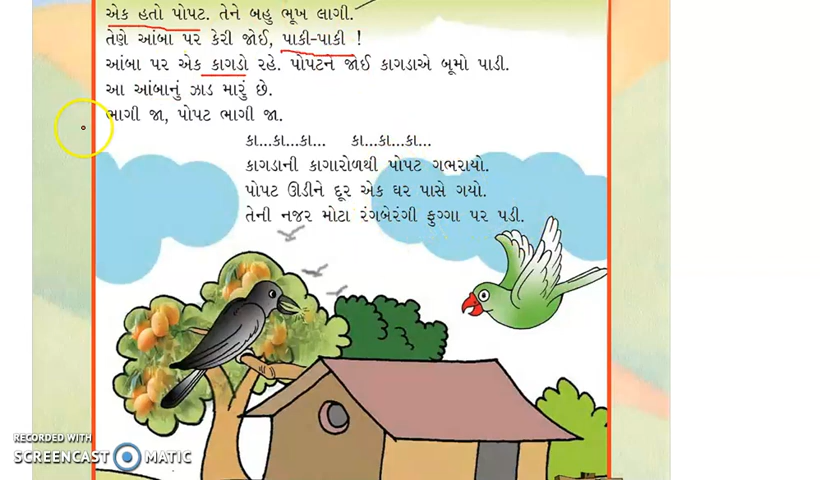 એક હતો પોપટ. તેને બહુ ભૂખ લાગી.
તેણે આંબા પર કેરી જોઈ, પાકી-પાકી !
આંબા પર એક કાગડો રહે. પોપટને જોઈ કાગડાએ બૂમો પાડી.
આ આંબાનું ઝાડ મારું છે.
ભાગી જા, પોપટ ભાગી જા.
કા...કા...કા... કા...કા...કા...
કાગડાની કાગારોળથી પોપટ ગભરાયો.
પોપટ ઊડીને દૂર એક ઘર પાસે ગયો.
તેની નજર મોટા રંગબેરંગી ફુગ્ગા પર પડી.
RECORDED WITH
SCREENCAST MATIC